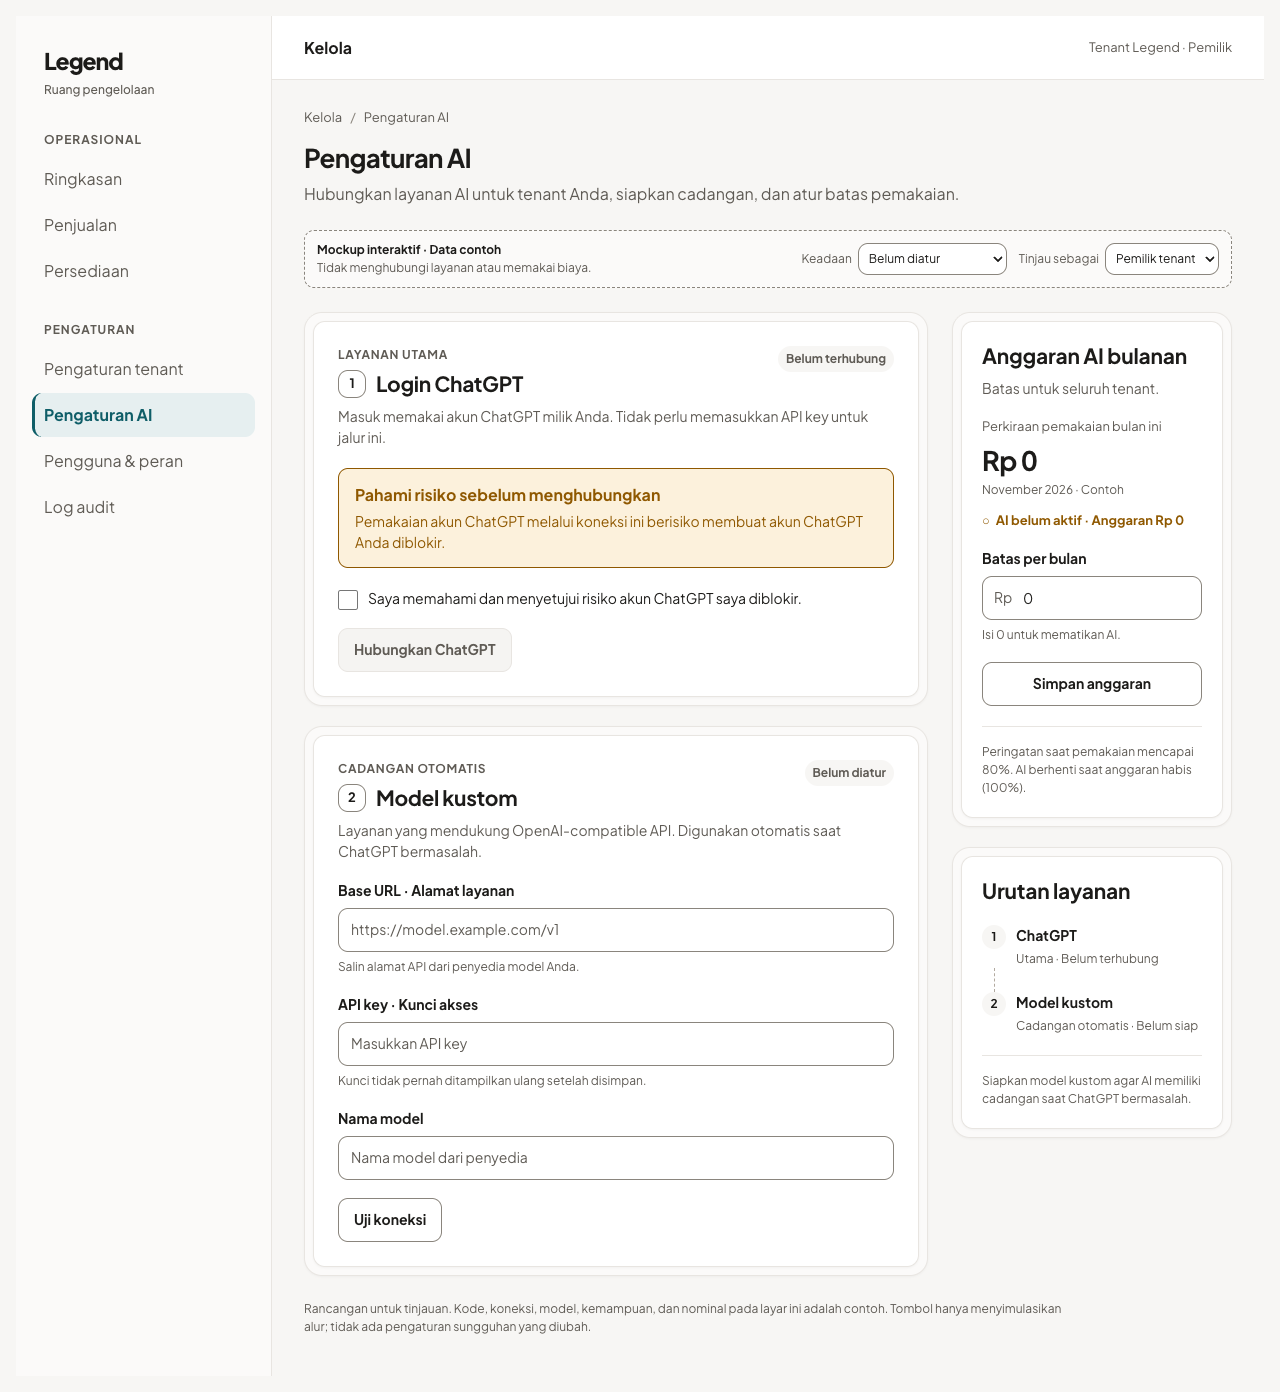 Legend
Ruang pengelolaan
OPERASIONAL
Ringkasan
Penjualan
Persediaan
PENGATURAN
Pengaturan tenant
Pengaturan AI
Pengguna & peran
Log audit
Kelola
Tenant Legend · Pemilik
Kelola / Pengaturan AI
Pengaturan AI
Hubungkan layanan AI untuk tenant Anda, siapkan cadangan, dan atur batas pemakaian.
Mockup interaktif · Data contoh
Tidak menghubungi layanan atau memakai biaya.
Keadaan
Belum diatur
Tinjau sebagai
Pemilik tenant
LAYANAN UTAMA
Belum terhubung
1 Login ChatGPT
Masuk memakai akun ChatGPT milik Anda. Tidak perlu memasukkan API key untuk
jalur ini.
Pahami risiko sebelum menghubungkan
Pemakaian akun ChatGPT melalui koneksi ini berisiko membuat akun ChatGPT
Anda diblokir.
Saya memahami dan menyetujui risiko akun ChatGPT saya diblokir.
Hubungkan ChatGPT
CADANGAN OTOMATIS
Belum diatur
2 Model kustom
Layanan yang mendukung OpenAI-compatible API. Digunakan otomatis saat
ChatGPT bermasalah.
Base URL · Alamat layanan
https://model.example.com/v1
Salin alamat API dari penyedia model Anda.
API key · Kunci akses
Masukkan API key
Kunci tidak pernah ditampilkan ulang setelah disimpan.
Nama model
Nama model dari penyedia
Uji koneksi
Anggaran AI bulanan
Batas untuk seluruh tenant.
Perkiraan pemakaian bulan ini
Rp 0
November 2026 · Contoh
○ AI belum aktif · Anggaran Rp 0
Batas per bulan
Rp 0
Isi 0 untuk mematikan AI.
Simpan anggaran
Peringatan saat pemakaian mencapai
80%. AI berhenti saat anggaran habis
(100%).
Urutan layanan
1 ChatGPT
Utama · Belum terhubung
2 Model kustom
Cadangan otomatis · Belum siap
Siapkan model kustom agar AI memiliki
cadangan saat ChatGPT bermasalah.
Rancangan untuk tinjauan. Kode, koneksi, model, kemampuan, dan nominal pada layar ini adalah contoh. Tombol hanya menyimulasikan
alur; tidak ada pengaturan sungguhan yang diubah.